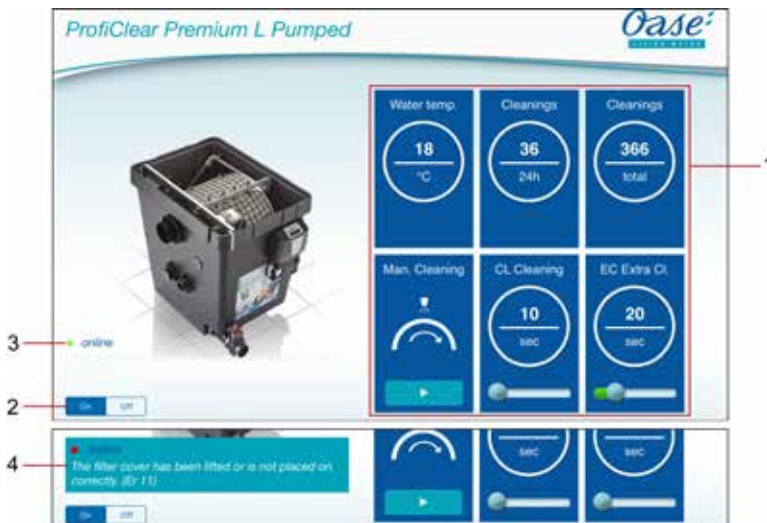 ProfiClear Premium L Pumped
Oase
LIVING WATER
Water temp.
18
°C
Cleanings
36
24h
Cleanings
366
total
1
Man. Cleaning
CL Cleaning
10
sec
EC Extra Cl.
20
sec
3
online
2
On Off
4
The filter cover has been lifted or is not placed on
correctly. (Er 11)
sec
sec
On Off